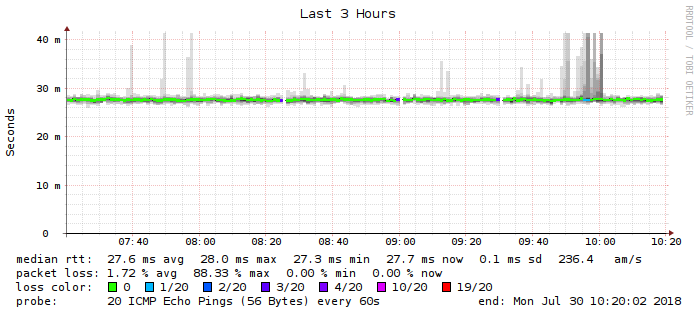 Last 3 Hours
RRDTOOL / TOBI OETIKER
Seconds
40 m
30 m
20 m
10 m
0
07:40 08:00 08:20 08:40 09:00 09:20 09:40 10:00 10:20
median rtt: 27.6 ms avg 28.0 ms max 27.3 ms min 27.7 ms now 0.1 ms sd 236.4 am/s
packet loss: 1.72 % avg 88.33 % max 0.00 % min 0.00 % now
loss color: 0 1/20 2/20 3/20 4/20 10/20 19/20
probe: 20 ICMP Echo Pings (56 Bytes) every 60s end: Mon Jul 30 10:20:02 2018